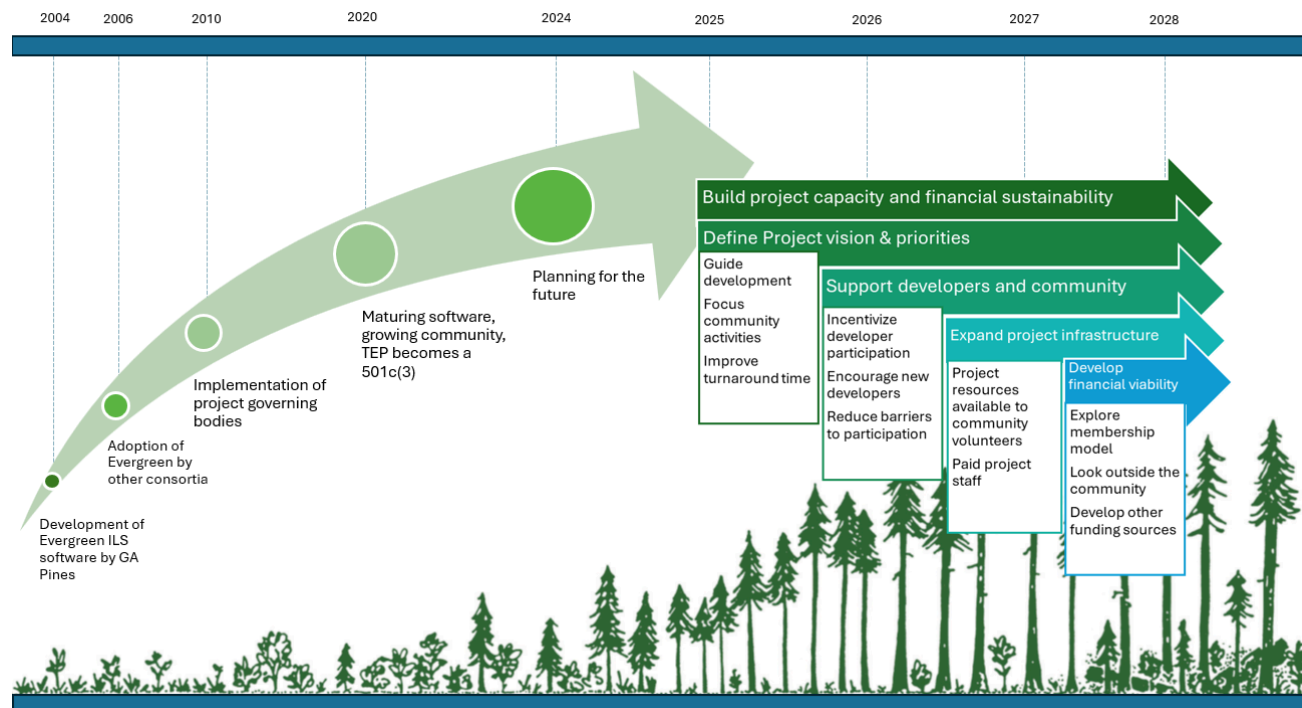 2004
2006
2010
2020
2024
2025
2026
2027
2028
Development of
Evergreen ILS
software by GA
Pines
Adoption of
Evergreen by
other consortia
Implementation of
project governing
bodies
Maturing software,
growing community,
TEP becomes a
501c(3)
Planning for the
future
Build project capacity and financial sustainability
Define Project vision & priorities
Guide
development
Focus
community
activities
Improve
turnaround time
Support developers and community
Incentivize
developer
participation
Encourage new
developers
Reduce barriers
to participation
Expand project infrastructure
Project
resources
available to
community
volunteers
Paid project
staff
Develop
financial viability
Explore
membership
model
Look outside the
community
Develop other
funding sources